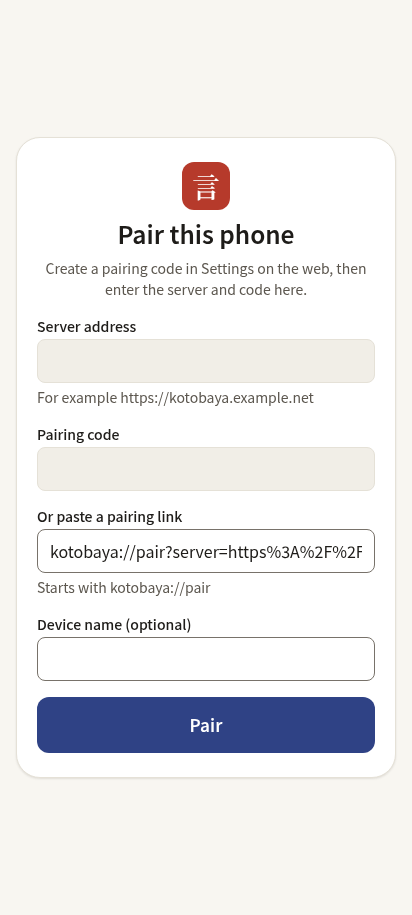 言
Pair this phone
Create a pairing code in Settings on the web, then
enter the server and code here.
Server address
For example https://kotobaya.example.net
Pairing code
Or paste a pairing link
kotobaya://pair?server=https%3A%2F%2F
Starts with kotobaya://pair
Device name (optional)
Pair